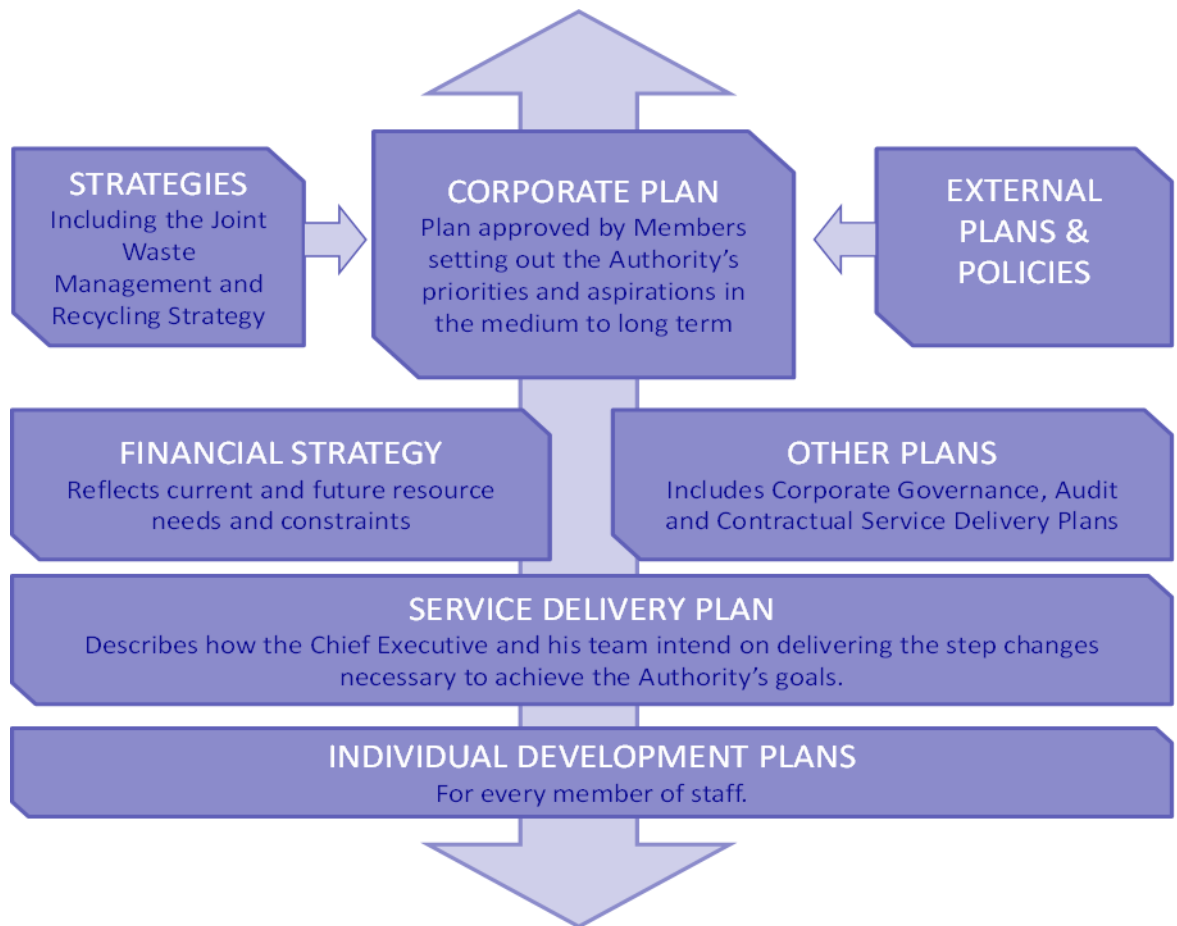 STRATEGIES
Including the Joint
Waste
Management and
Recycling Strategy
CORPORATE PLAN
Plan approved by Members
setting out the Authority’s
priorities and aspirations in
the medium to long term
EXTERNAL
PLANS &
POLICIES
FINANCIAL STRATEGY
Reflects current and future resource
needs and constraints
OTHER PLANS
Includes Corporate Governance, Audit
and Contractual Service Delivery Plans
SERVICE DELIVERY PLAN
Describes how the Chief Executive and his team intend on delivering the step changes
necessary to achieve the Authority’s goals.
INDIVIDUAL DEVELOPMENT PLANS
For every member of staff.